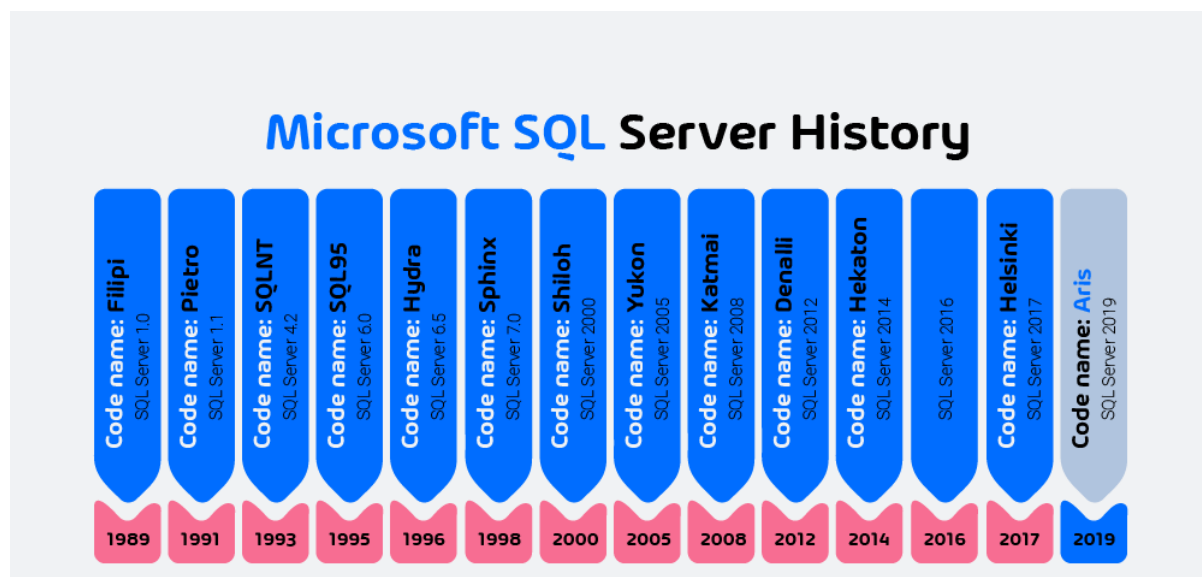 Microsoft SQL Server History
Code name: Filipi
SQL Server 1.0
Code name: Pietro
SQL Server 1.1
Code name: SQLNT
SQL Server 4.2
Code name: SQL95
SQL Server 6.0
Code name: Hydra
SQL Server 6.5
Code name: Sphinx
SQL Server 7.0
Code name: Shiloh
SQL Server 2000
Code name: Yukon
SQL Server 2005
Code name: Katmai
SQL Server 2008
Code name: Denalli
SQL Server 2012
Code name: Hekaton
SQL Server 2014
SQL Server 2016
Code name: Helsinki
SQL Server 2017
Code name: Aris
SQL Server 2019
1989
1991
1993
1995
1996
1998
2000
2005
2008
2012
2014
2016
2017
2019